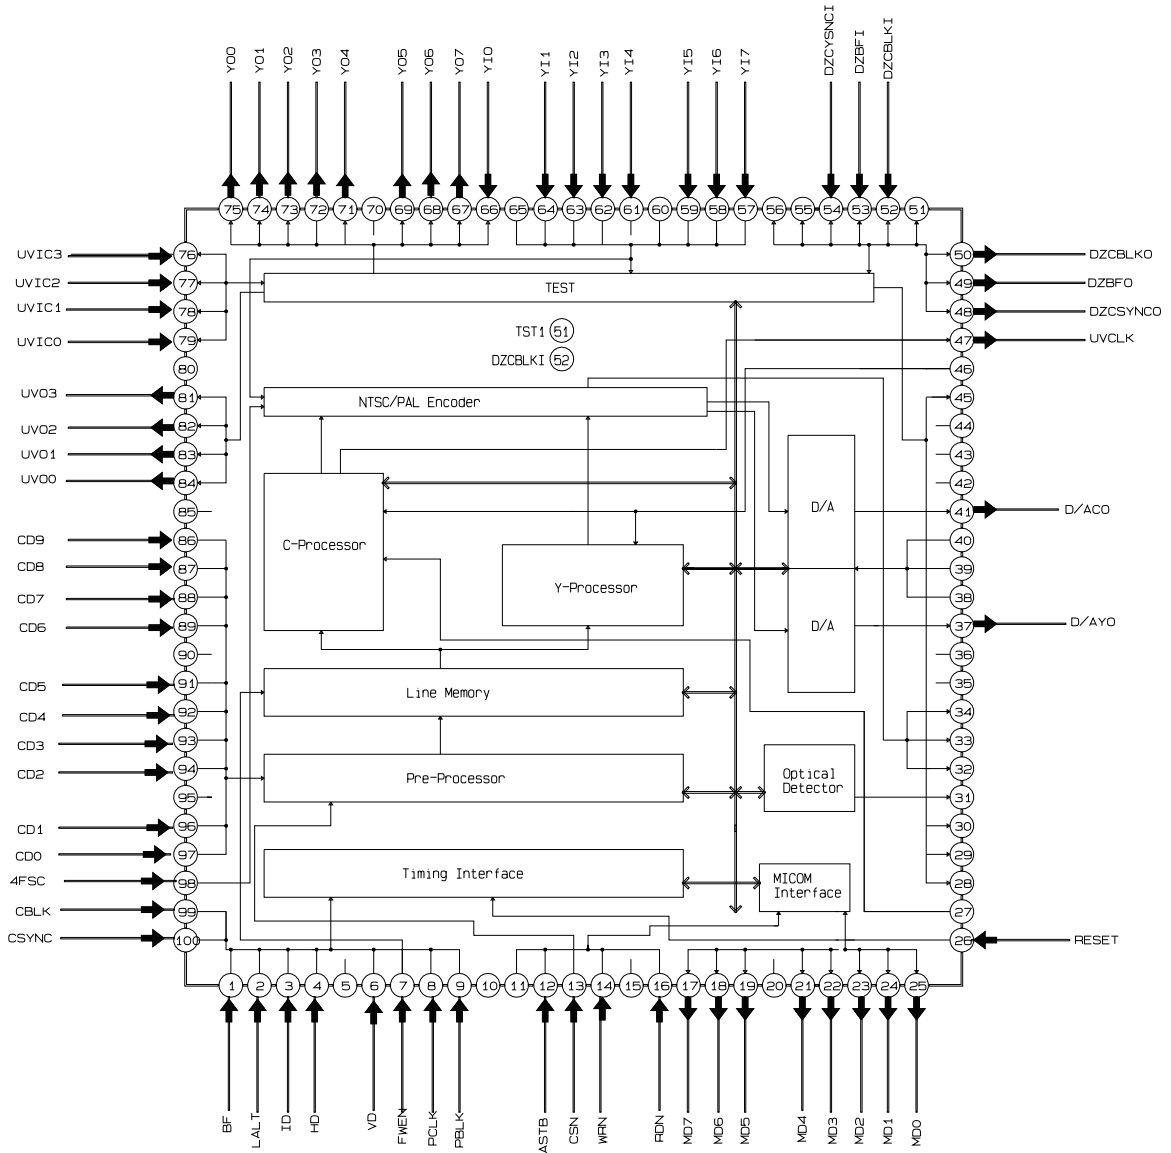 YO0 YO1 YO2 YO3 YO4 YO5 YO6 YO7 YI0 YI1 YI2 YI3 YI4 YI5 YI6 YI7 DZCYSNCI DZBFI DZCBLKI
75 74 73 72 71 70 69 68 67 66 65 64 63 62 61 60 59 58 57 56 55 54 53 52 51
UVIC3 76 50 DZCBLKO
UVIC2 77 TEST 49 DZBFO
UVIC1 78 48 DZCSYNCO
TST1 51
UVIC0 79 47 UVCLK
DZCBLKI 52
80 46
UVO3 81 NTSC/PAL Encoder 45
UVO2 82 44
UVO1 83 43
UVO0 84 42
85 D/A 41 D/ACO
CD9 86 C-Processor 40
CD8 87 39
CD7 88 Y-Processor 38
CD6 89 D/A 37 D/AYO
90 36
CD5 91 Line Memory 35
CD4 92 34
CD3 93 33
CD2 94 Pre-Processor Optical 32
Detector
95 31
CD1 96 30
CD0 97 29
4FSC 98 Timing Interface MICOM 28
Interface
CBLK 99 27
CSYNC 100 26 RESET
1 2 3 4 5 6 7 8 9 10 11 12 13 14 15 16 17 18 19 20 21 22 23 24 25
BF LALT ID HD VD FWEN PCLK PBLK ASTB CSN WRN RDN MD7 MD6 MD5 MD4 MD3 MD2 MD1 MD0